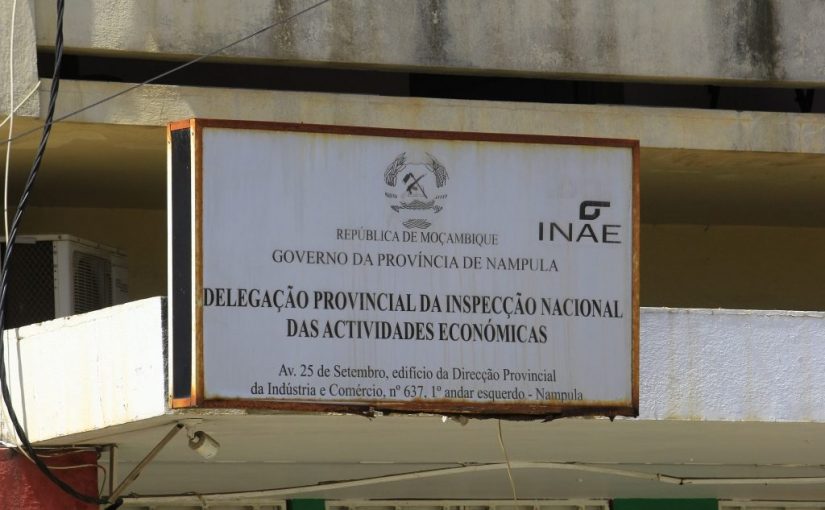 REPÚBLICA DE MOÇAMBIQUE
INAE
GOVERNO DA PROVÍNCIA DE NAMPULA
DELEGAÇÃO PROVINCIAL DA INSPECÇÃO NACIONAL
DAS ACTIVIDADES ECONÓMICAS
Av. 25 de Setembro, edifício da Direcção Provincial
da Indústria e Comércio, nº 637, 1º andar esquerdo - Nampula